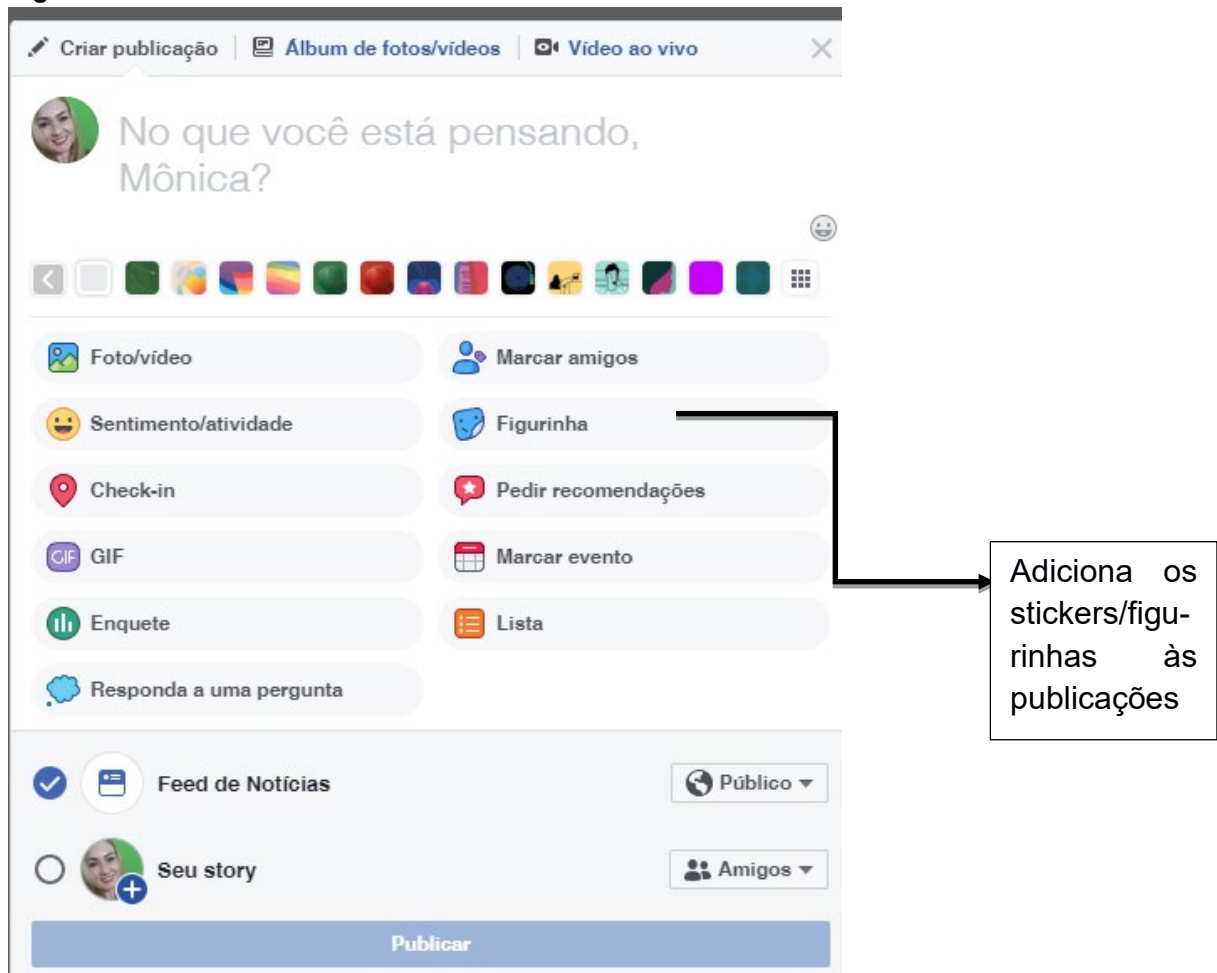 Criar publicação Álbum de fotos/vídeos Vídeo ao vivo
No que você está pensando,
Mônica?
Foto/vídeo Marcar amigos
Sentimento/atividade Figurinha
Check-in Pedir recomendações
GIF GIF Marcar evento
Enquete Lista
Responda a uma pergunta
Adiciona os
stickers/figu-
rinhas às
publicações
Feed de Notícias Público
Seu story Amigos
Publicar